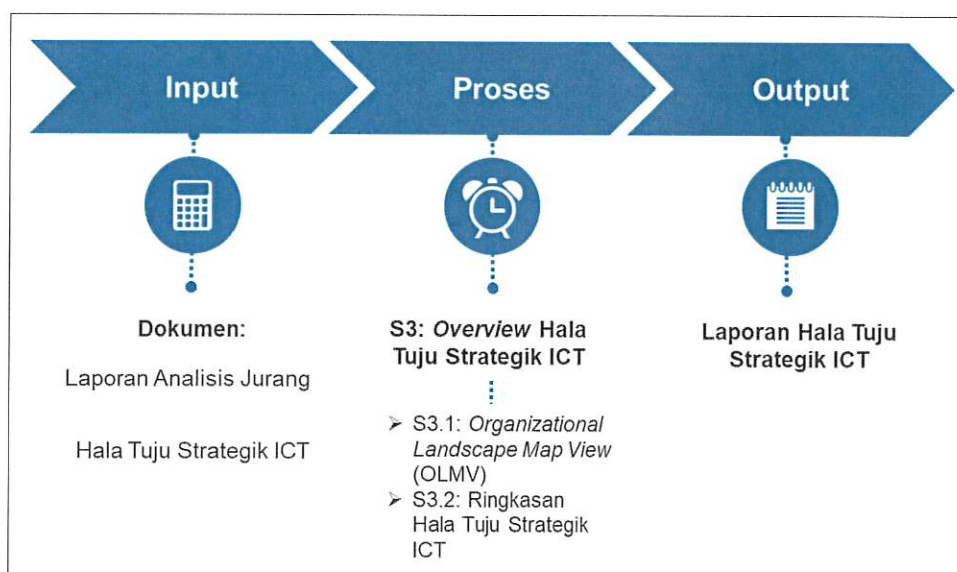 Input
Proses
Output
Dokumen:
Laporan Analisis Jurang
Hala Tuju Strategik ICT
S3: Overview Hala
Tuju Strategik ICT
➢ S3.1: Organizational
Landscape Map View
(OLMV)
➢ S3.2: Ringkasan
Hala Tuju Strategik
ICT
Laporan Hala Tuju
Strategik ICT